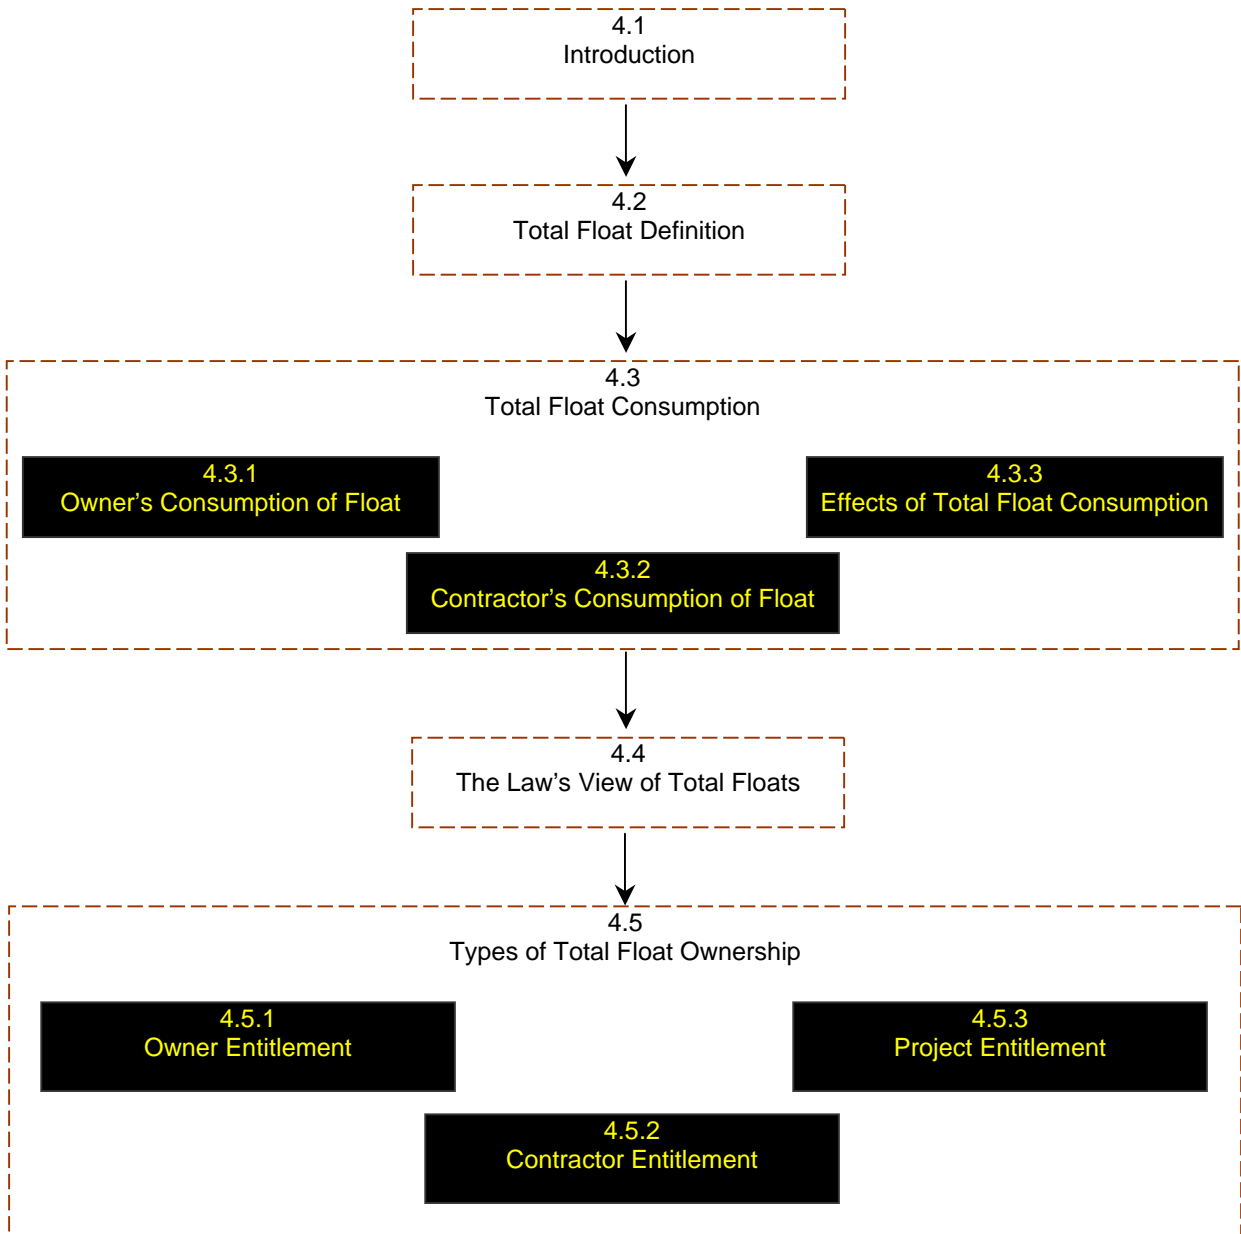 4.1
Introduction
4.2
Total Float Definition
4.3
Total Float Consumption
4.3.1
Owner’s Consumption of Float
4.3.2
Contractor’s Consumption of Float
4.3.3
Effects of Total Float Consumption
4.4
The Law’s View of Total Floats
4.5
Types of Total Float Ownership
4.5.1
Owner Entitlement
4.5.2
Contractor Entitlement
4.5.3
Project Entitlement